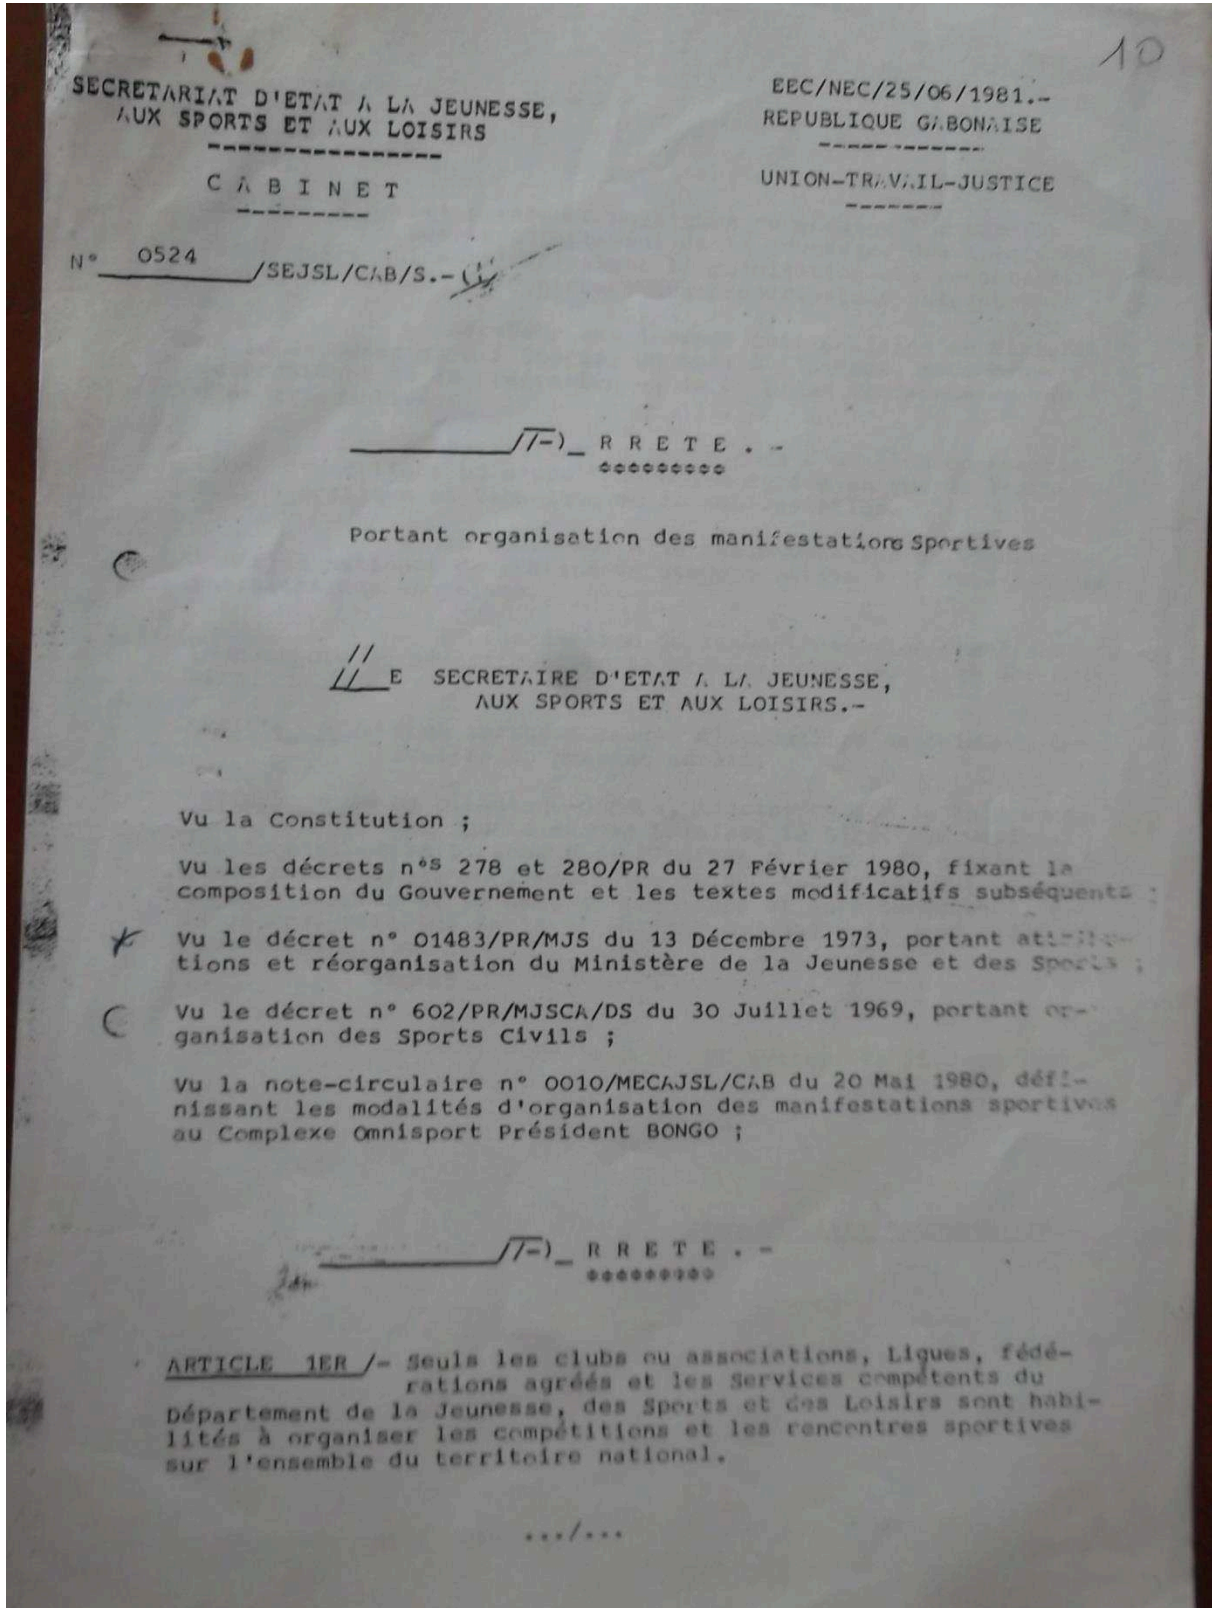 10
SECRETARIAT D'ETAT A LA JEUNESSE,
AUX SPORTS ET AUX LOISIRS
CABINET
EEC/NEC/25/06/1981.-
REPUBLIQUE GABONAISE
UNION-TRAVAIL-JUSTICE
N° 0524 /SEJSL/CAB/S.-
ARRETE.-
Portant organisation des manifestations Sportives
LE SECRETAIRE D'ETAT A LA JEUNESSE,
AUX SPORTS ET AUX LOISIRS.-
Vu la Constitution ;
Vu les décrets n°s 278 et 280/PR du 27 Février 1980, fixant la
composition du Gouvernement et les textes modificatifs subséquents ;
Vu le décret n° 01483/PR/MJS du 13 Décembre 1973, portant attribu-
tions et réorganisation du Ministère de la Jeunesse et des Sports ;
Vu le décret n° 602/PR/MJSCA/DS du 30 Juillet 1969, portant or-
ganisation des Sports Civils ;
Vu la note-circulaire n° 0010/MECAJSL/CAB du 20 Mai 1980, défi-
nissant les modalités d'organisation des manifestations sportives
au Complexe Omnisport Président BONGO ;
ARRETE.-
ARTICLE 1ER /- Seuls les clubs ou associations, Ligues, fédé-
rations agréés et les Services compétents du
Département de la Jeunesse, des Sports et des Loisirs sont habi-
lités à organiser les compétitions et les rencontres sportives
sur l'ensemble du territoire national.
.../...